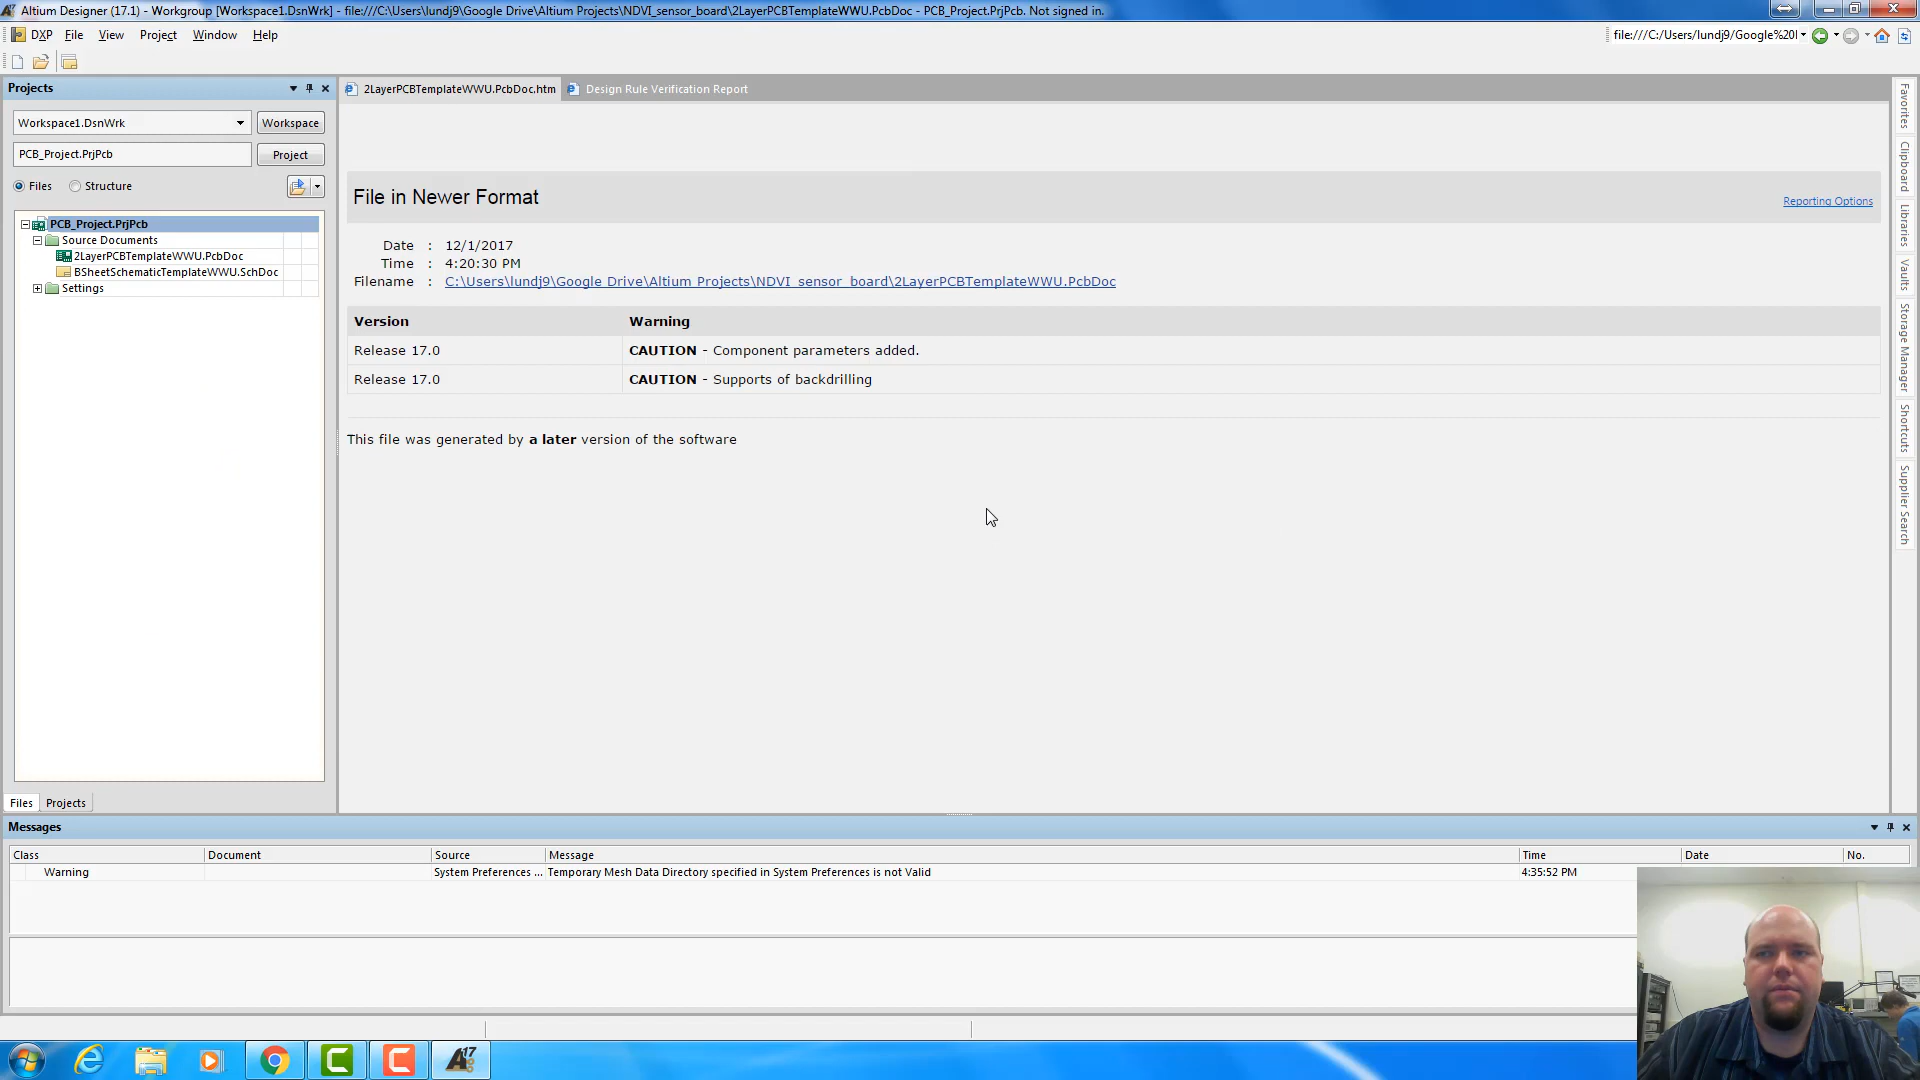 Altium Designer (17.1) - Workgroup [Workspace1.DsnWrk] - file:///C:\Users\lundj9\Google Drive\Altium Projects\NDVI_sensor_board\2LayerPCBTemplateWWU.PcbDoc - PCB_Project.PrjPcb. Not signed in.
DXP File View Project Window Help
file:///C:/Users/lundj9/Google%20
Projects
2LayerPCBTemplateWWU.PcbDoc.htm
Design Rule Verification Report
Workspace1.DsnWrk
Workspace
PCB_Project.PrjPcb
Project
Files
Structure
PCB_Project.PrjPcb
Source Documents
2LayerPCBTemplateWWU.PcbDoc
BSheetSchematicTemplateWWU.SchDoc
Settings
File in Newer Format
Reporting Options
Date : 12/1/2017
Time : 4:20:30 PM
Filename : C:\Users\lundj9\Google Drive\Altium Projects\NDVI_sensor_board\2LayerPCBTemplateWWU.PcbDoc
Version Warning
Release 17.0 CAUTION - Component parameters added.
Release 17.0 CAUTION - Supports of backdrilling
This file was generated by a later version of the software
Favorites
Clipboard
Libraries
Vaults
Storage Manager
Shortcuts
Supplier Search
Files Projects
Messages
Class Document Source Message Time Date No.
Warning System Preferences ... Temporary Mesh Data Directory specified in System Preferences is not Valid 4:35:52 PM
17